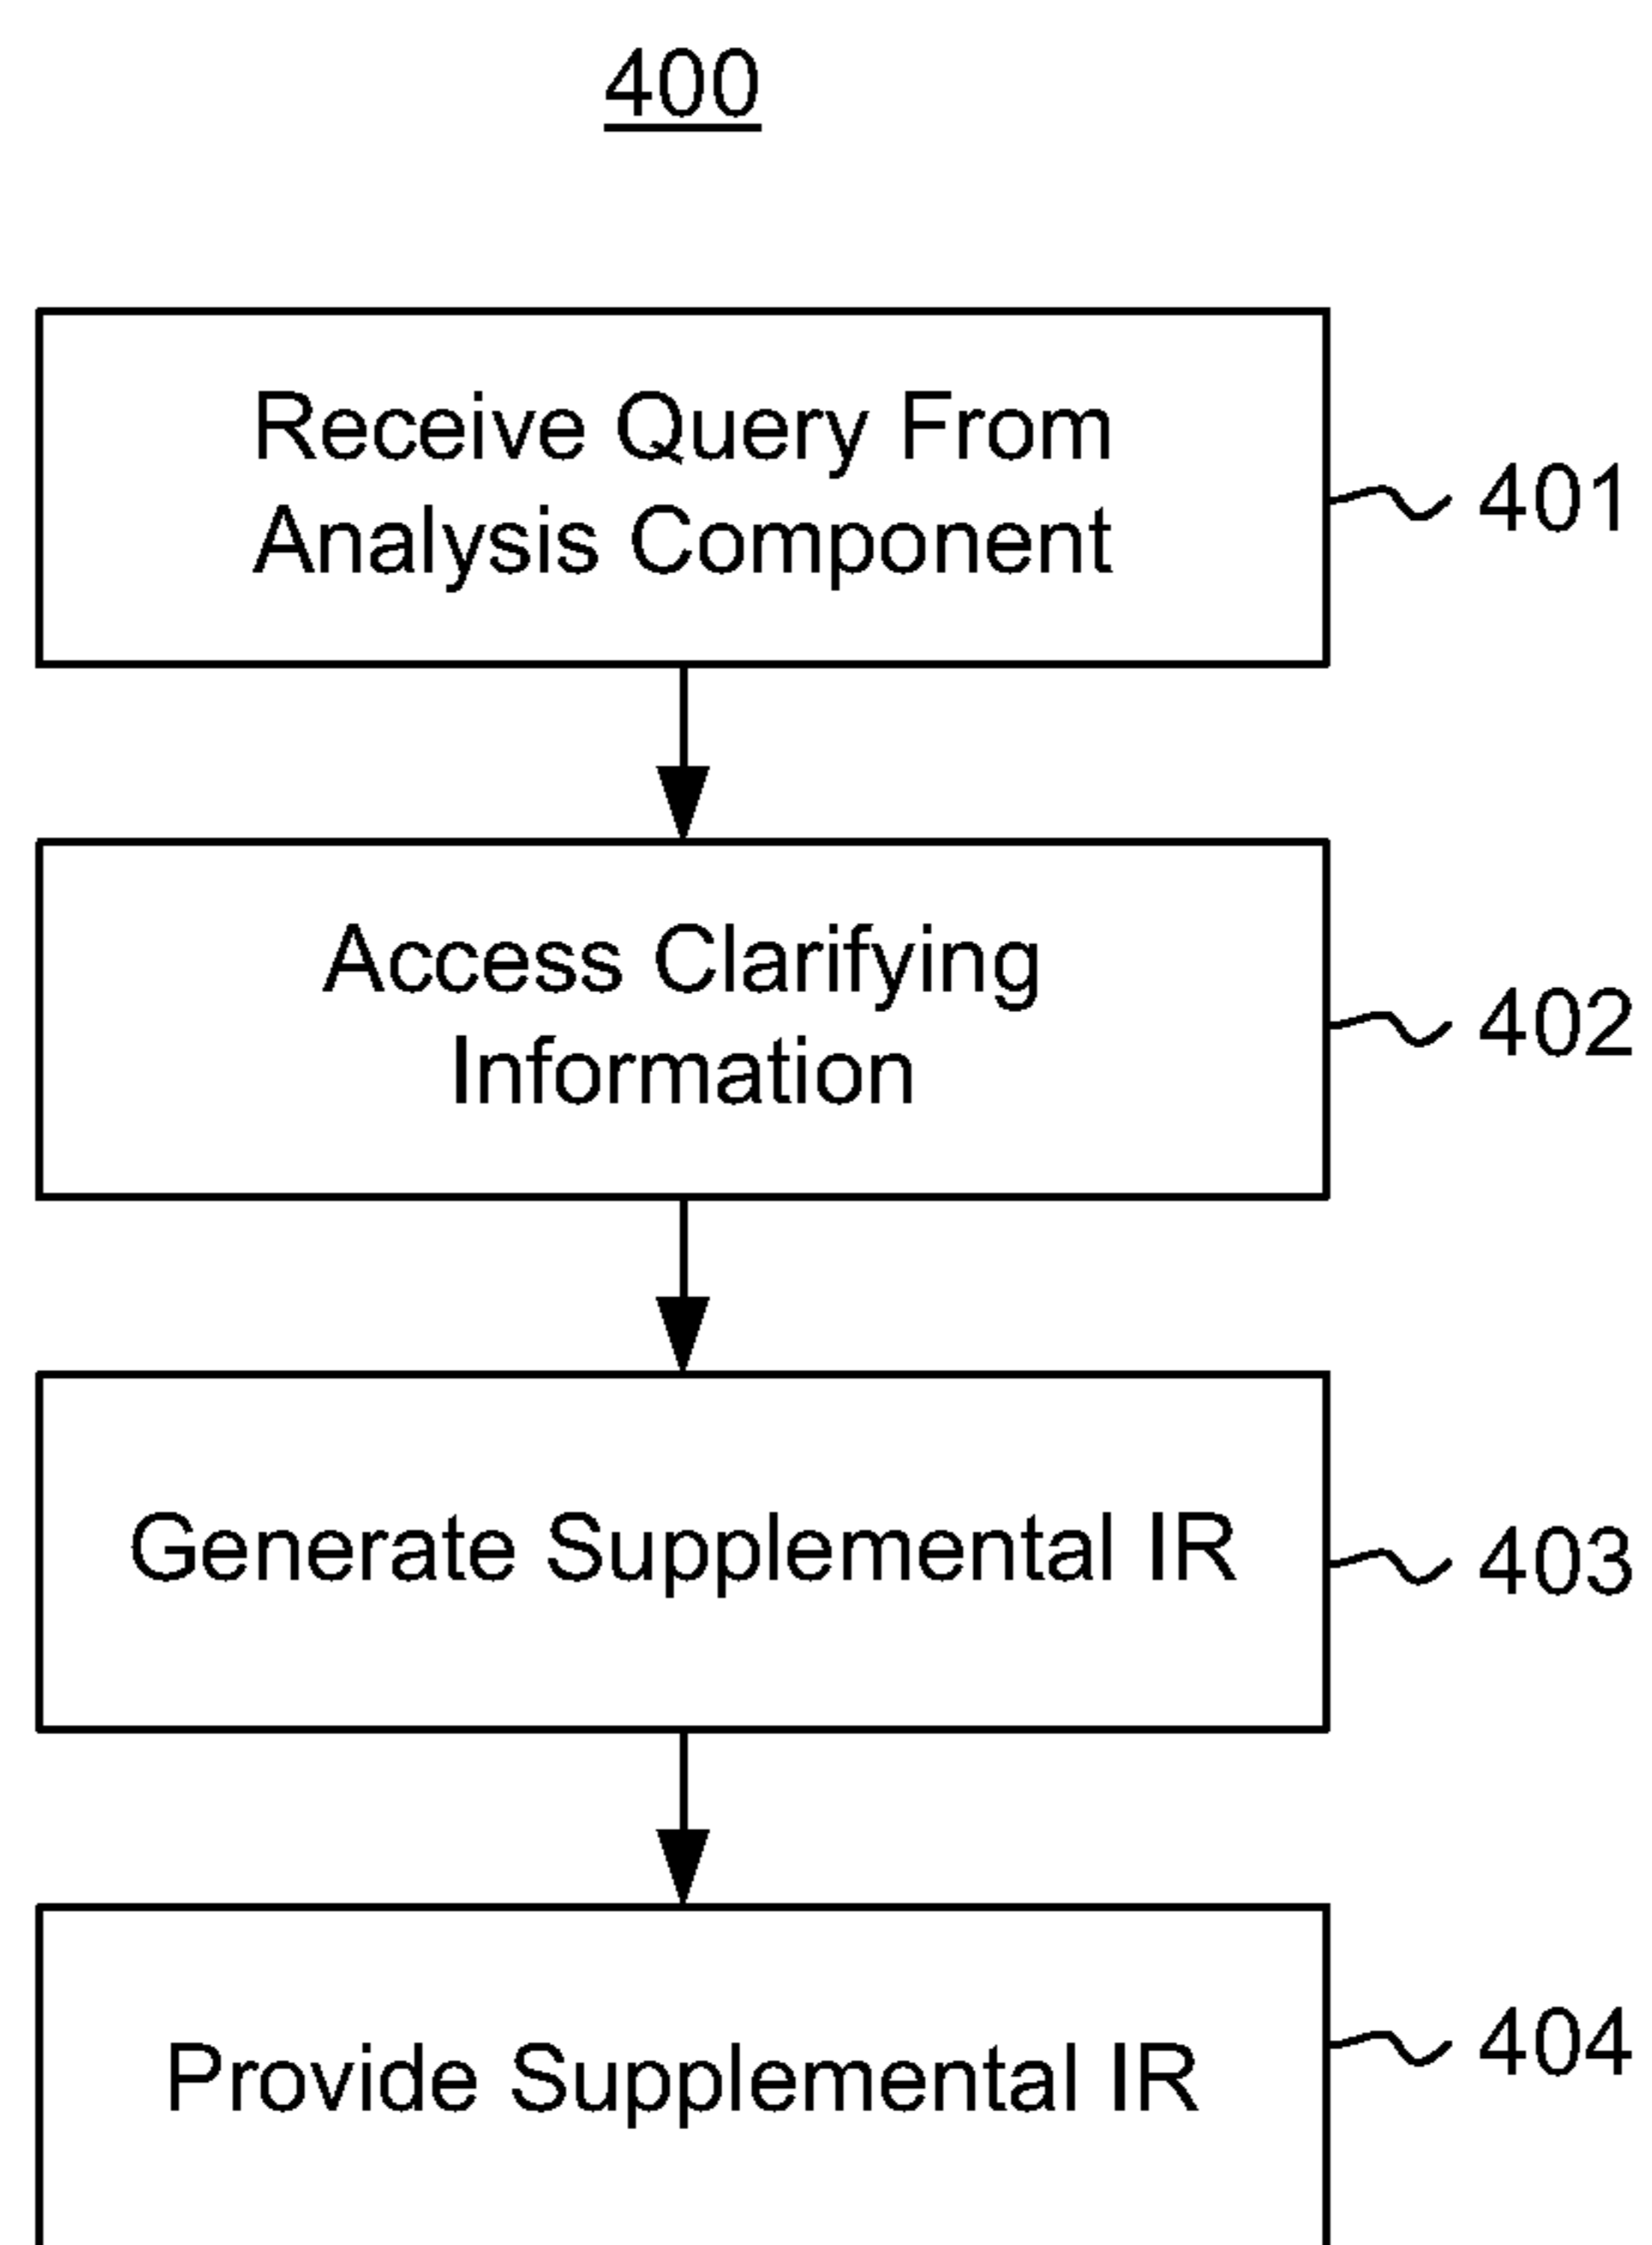 400
Receive Query From
Analysis Component
401
Access Clarifying
Information
402
Generate Supplemental IR
403
Provide Supplemental IR
404